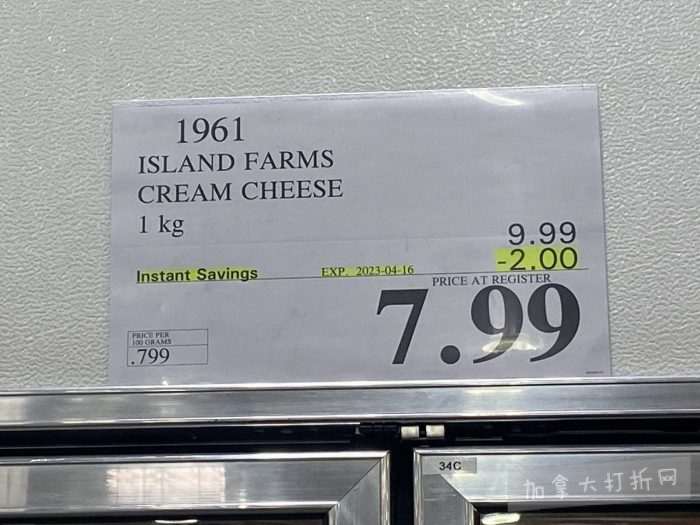 1961
ISLAND FARMS
CREAM CHEESE
1 kg
9.99
Instant Savings EXP. 2023-04-16 -2.00
PRICE AT REGISTER
7.99
PRICE PER
100 GRAMS
.799
34C
加拿大打折网